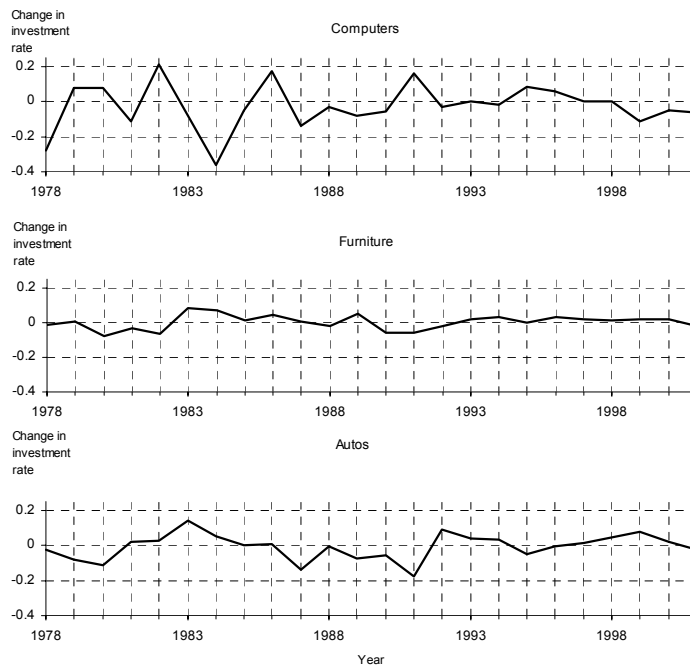 Change in
investment
rate
Computers
0.2
0
-0.2
-0.4
1978 1983 1988 1993 1998
Change in
investment
rate
Furniture
0.2
0
-0.2
-0.4
1978 1983 1988 1993 1998
Change in
investment
rate
Autos
0.2
0
-0.2
-0.4
1978 1983 1988 1993 1998
Year